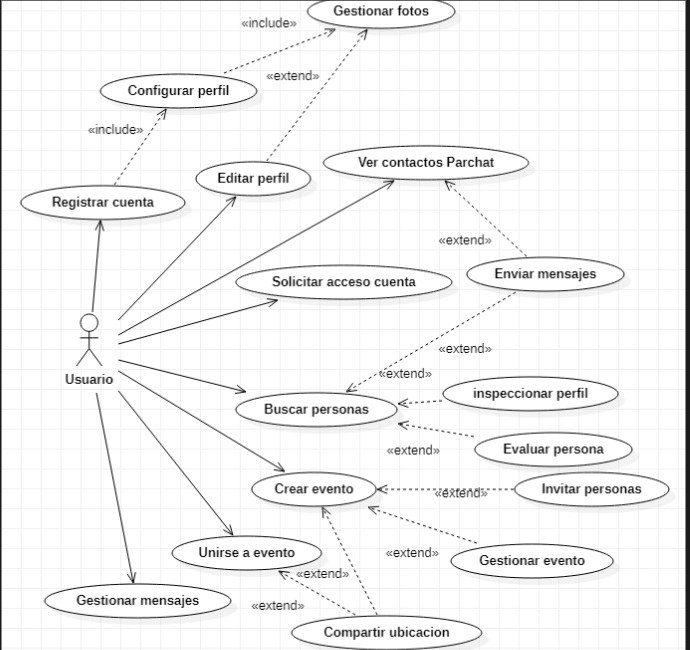 Gestionar fotos
«include»
«extend»
Configurar perfil
«include»
Ver contactos Parchat
Editar perfil
Registrar cuenta
«extend»
Enviar mensajes
Solicitar acceso cuenta
«extend»
Usuario
«extend»
inspeccionar perfil
Buscar personas
«extend»
Evaluar persona
Crear evento
«extend»
Invitar personas
Unirse a evento
«extend»
Gestionar evento
«extend»
Gestionar mensajes
«extend»
Compartir ubicacion